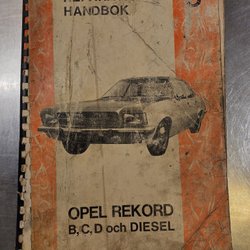 HANDBOK
OPEL REKORD
B, C, D och DIESEL